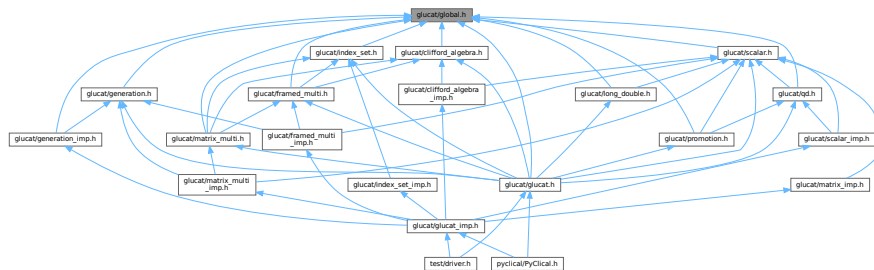 glucat/global.h
glucat/index_set.h
glucat/clifford_algebra.h
glucat/scalar.h
glucat/generation.h
glucat/framed_multi.h
glucat/clifford_algebra
_imp.h
glucat/long_double.h
glucat/qd.h
glucat/generation_imp.h
glucat/matrix_multi.h
glucat/framed_multi
_imp.h
glucat/promotion.h
glucat/scalar_imp.h
glucat/matrix_multi
_imp.h
glucat/index_set_imp.h
glucat/glucat.h
glucat/matrix_imp.h
glucat/glucat_imp.h
test/driver.h
pyclical/PyClical.h